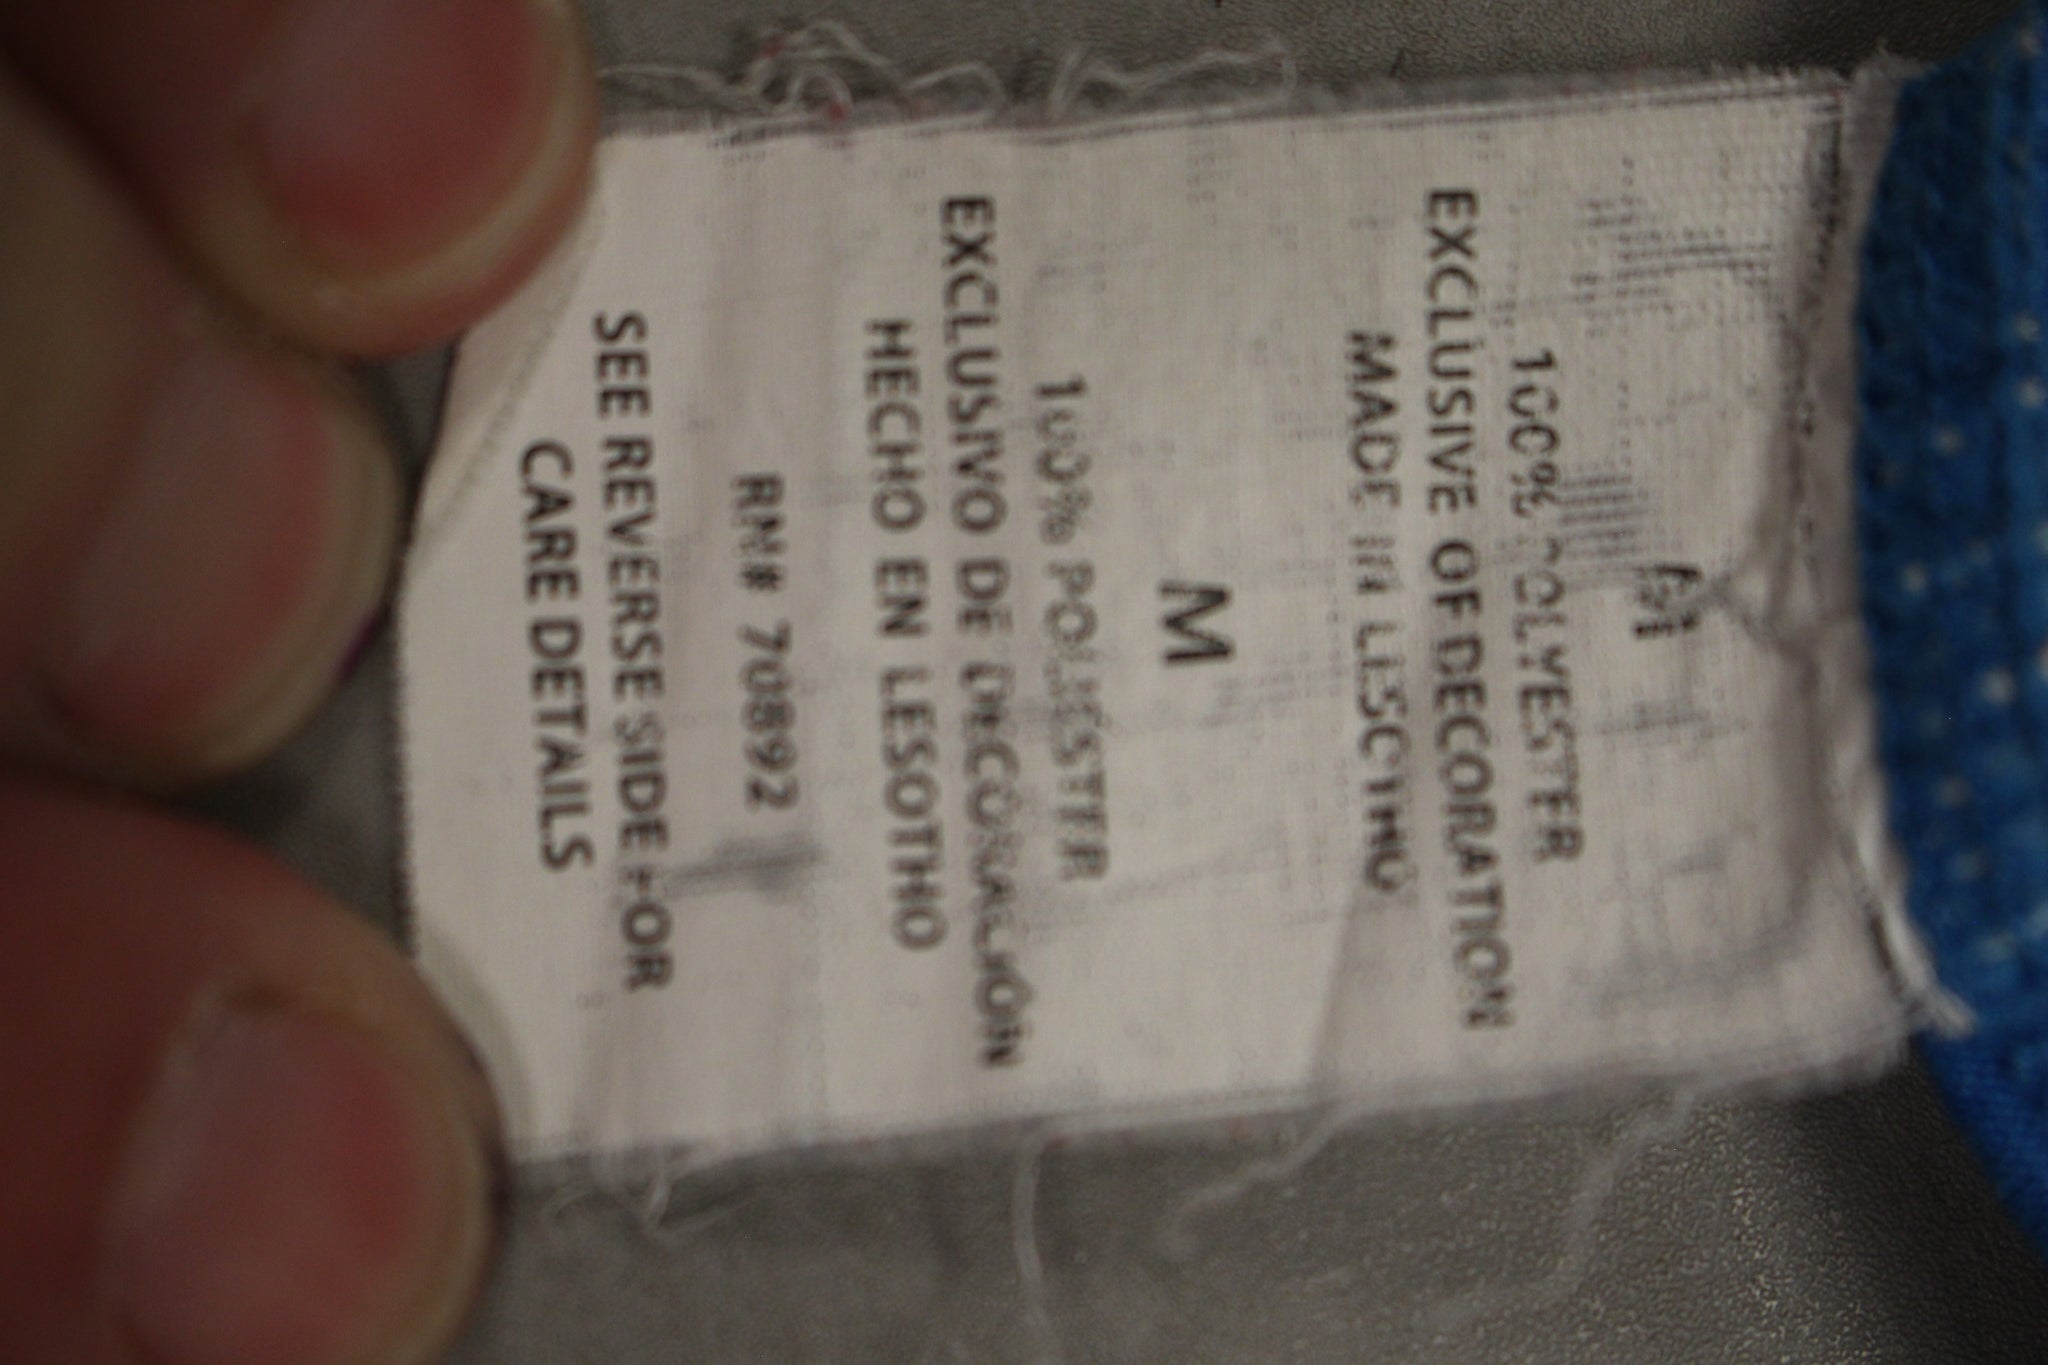 M
100% POLYESTER
EXCLUSIVE OF DECORATION
MADE IN LESOTHO
M
100% POLIÉSTER
EXCLUSIVO DE DECORACIÓN
HECHO EN LESOTHO
RN# 70892
SEE REVERSE SIDE FOR
CARE DETAILS